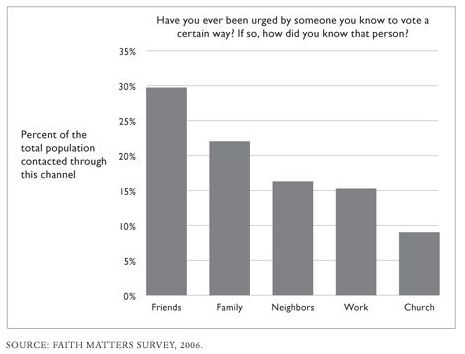 Have you ever been urged by someone you know to vote a
certain way? If so, how did you know that person?
35%
30%
25%
30%
15%
10%
5%
0%
Percent of the
total population
contacted through
this channel
Friends
Family
Neighbors
Work
Church
SOURCE: FAITH MATTERS SURVEY, 2006.